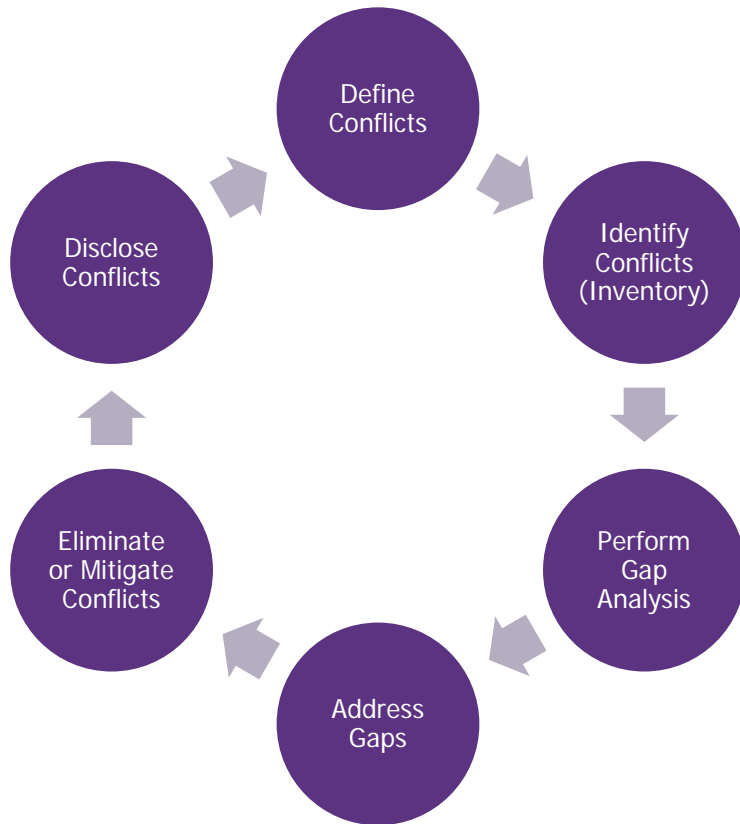 Define
Conflicts
Identify
Conflicts
(Inventory)
Perform
Gap
Analysis
Address
Gaps
Eliminate
or Mitigate
Conflicts
Disclose
Conflicts